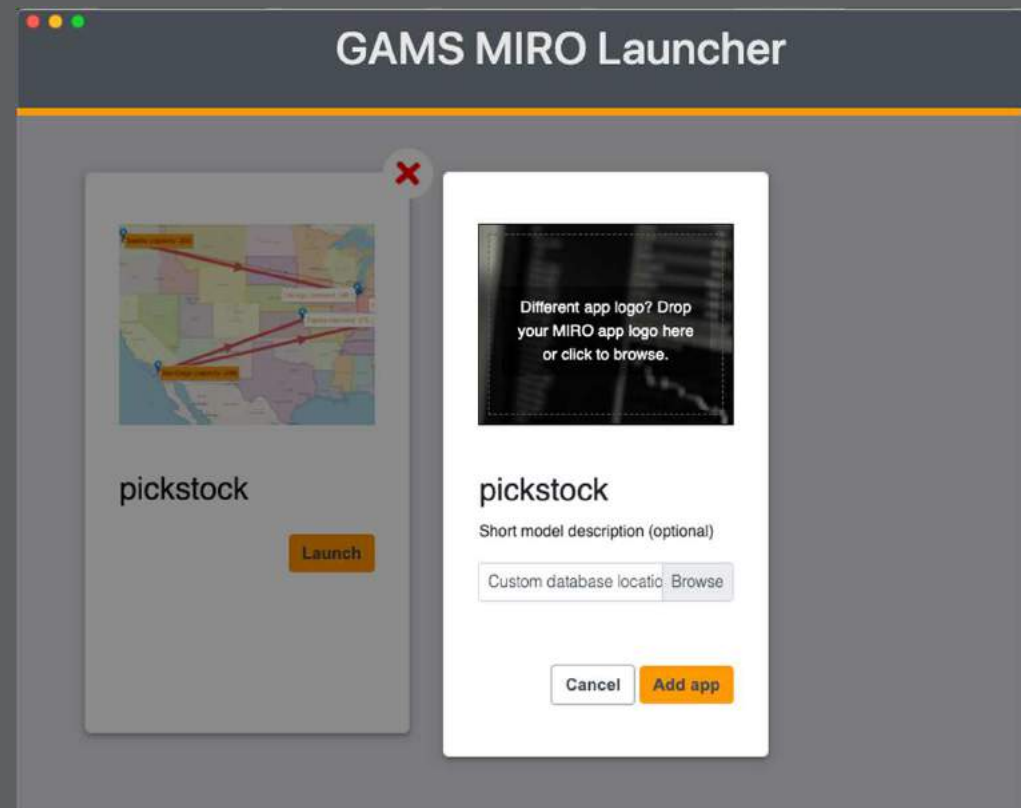 GAMS MIRO Launcher
pickstock
Launch
Different app logo? Drop
your MIRO app logo here
or click to browse.
pickstock
Short model description (optional)
Custom database locatio
Browse
Cancel
Add app